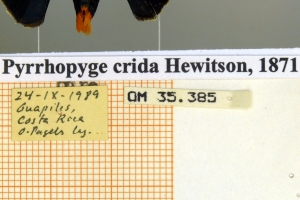 Pyrrhopyge crida Hewitson, 1871
24-IX-1989
Guapiles,
Costa Rica
O. Pagels leg.
OM 35.385